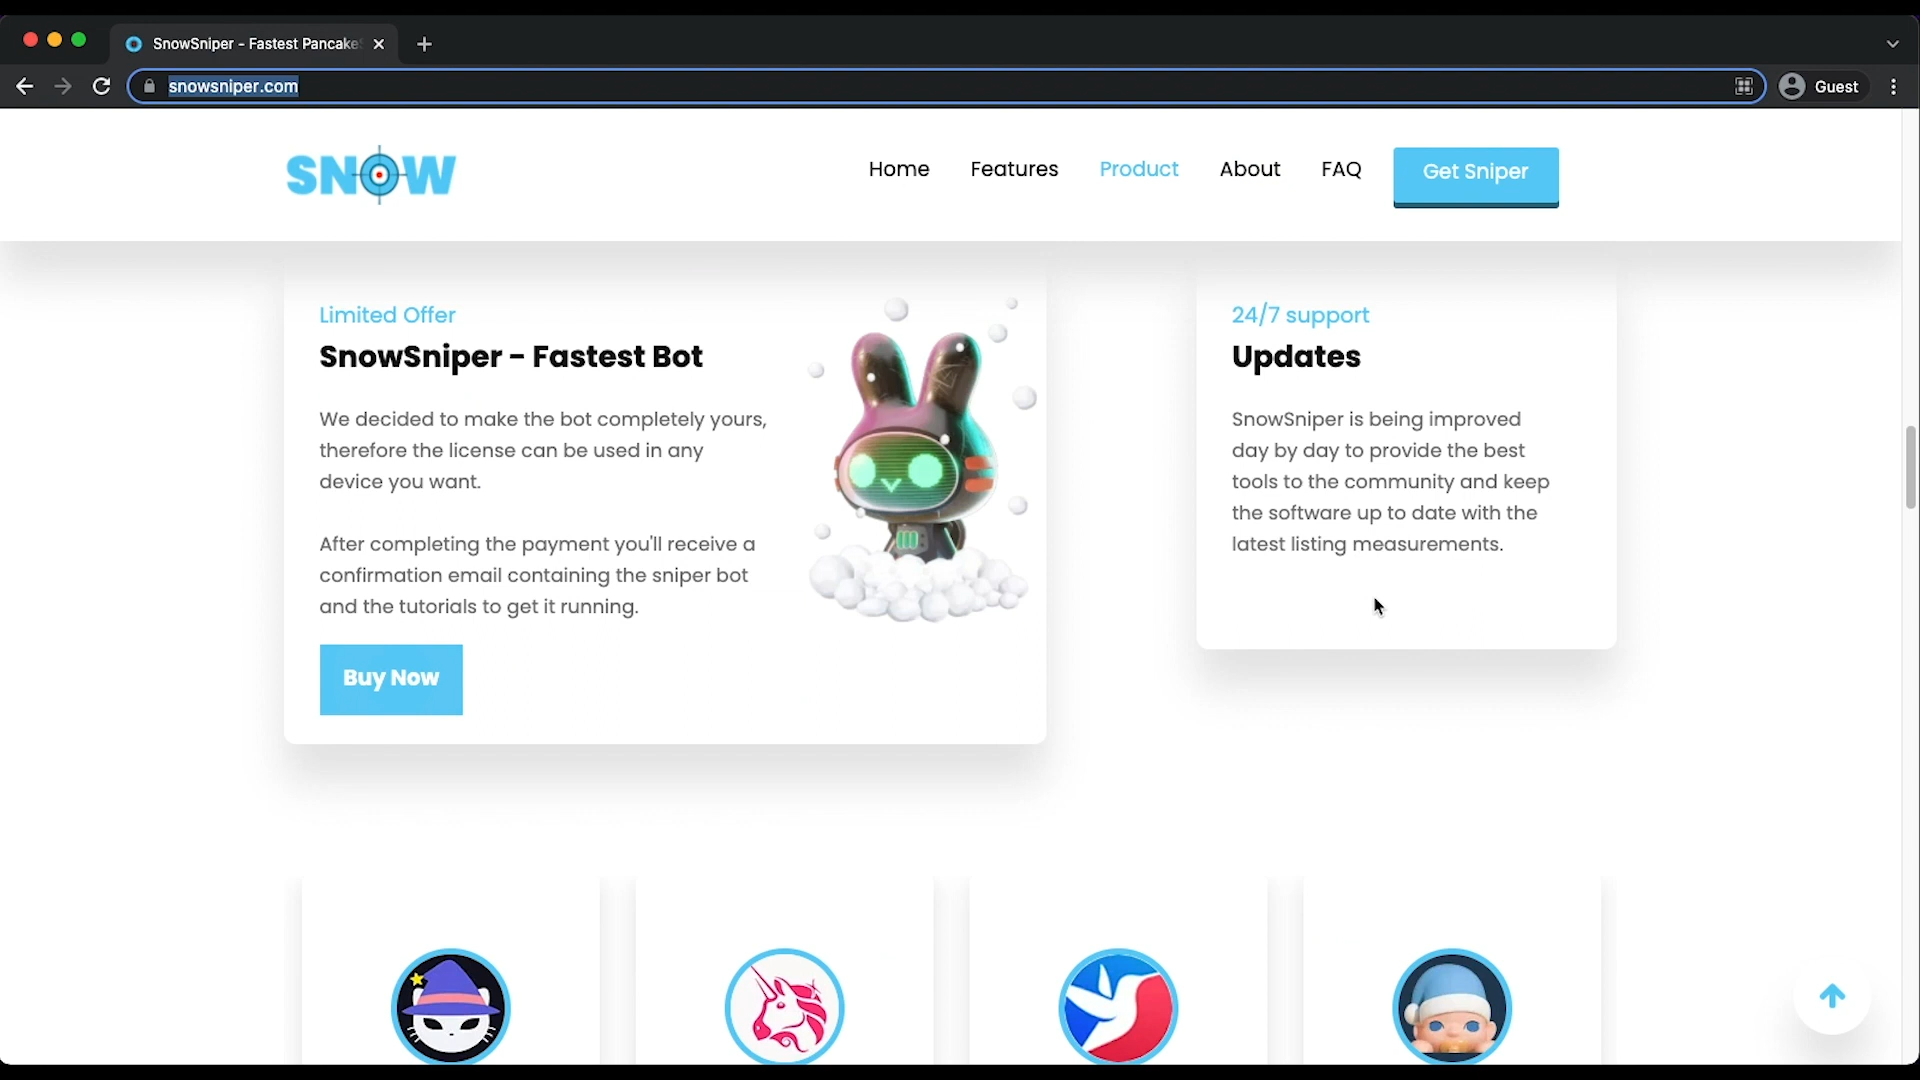 SnowSniper - Fastest Pancake
snowsniper.com
Guest
SNOW
Home
Features
Product
About
FAQ
Get Sniper
Limited Offer
SnowSniper - Fastest Bot
We decided to make the bot completely yours,
therefore the license can be used in any
device you want.
After completing the payment you'll receive a
confirmation email containing the sniper bot
and the tutorials to get it running.
Buy Now
24/7 support
Updates
SnowSniper is being improved
day by day to provide the best
tools to the community and keep
the software up to date with the
latest listing measurements.